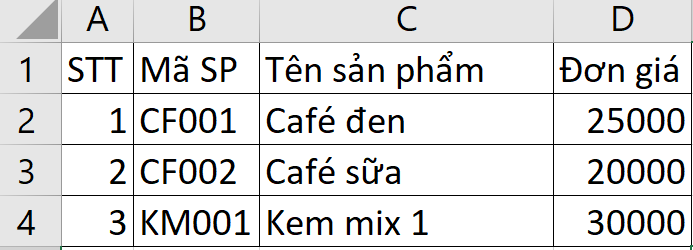 A B C D
1 STT Mã SP Tên sản phẩm Đơn giá
2 1 CF001 Café đen 25000
3 2 CF002 Café sữa 20000
4 3 KM001 Kem mix 1 30000